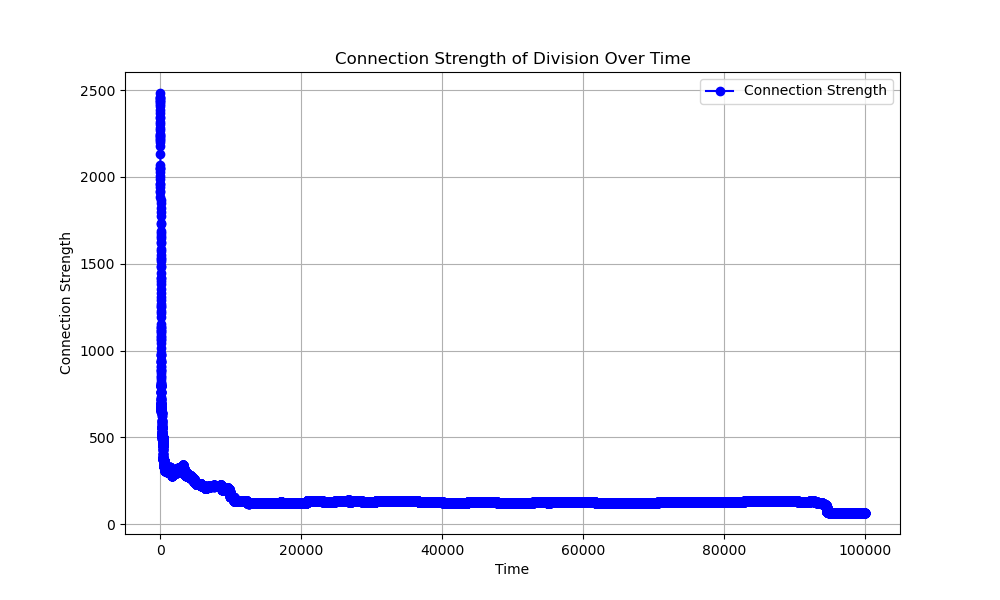 Connection Strength of Division Over Time
Connection Strength
2500
2000
1500
1000
500
0
Connection Strength
0 20000 40000 60000 80000 100000
Time